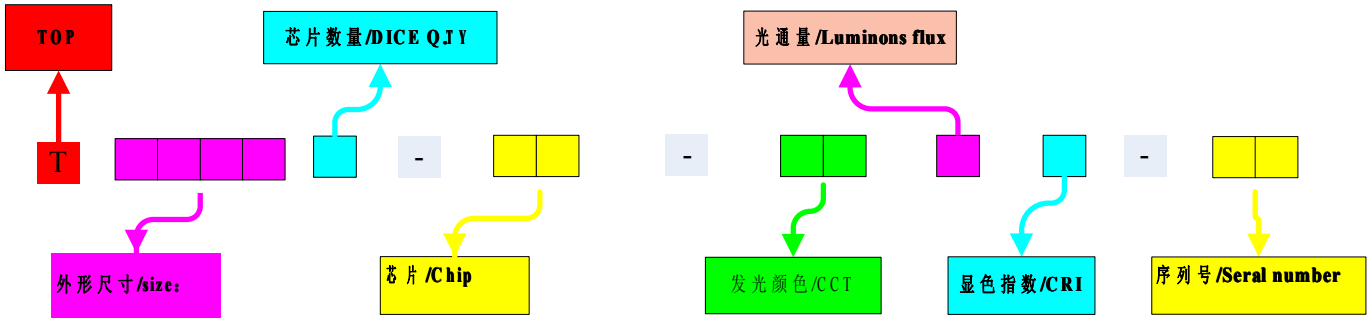 TOP
芯片数量/DICE Q.TY
光通量/Luminons flux
T
-
-
-
外形尺寸/size:
芯片/Chip
发光颜色/CCT
显色指数/CRI
序列号/Seral number